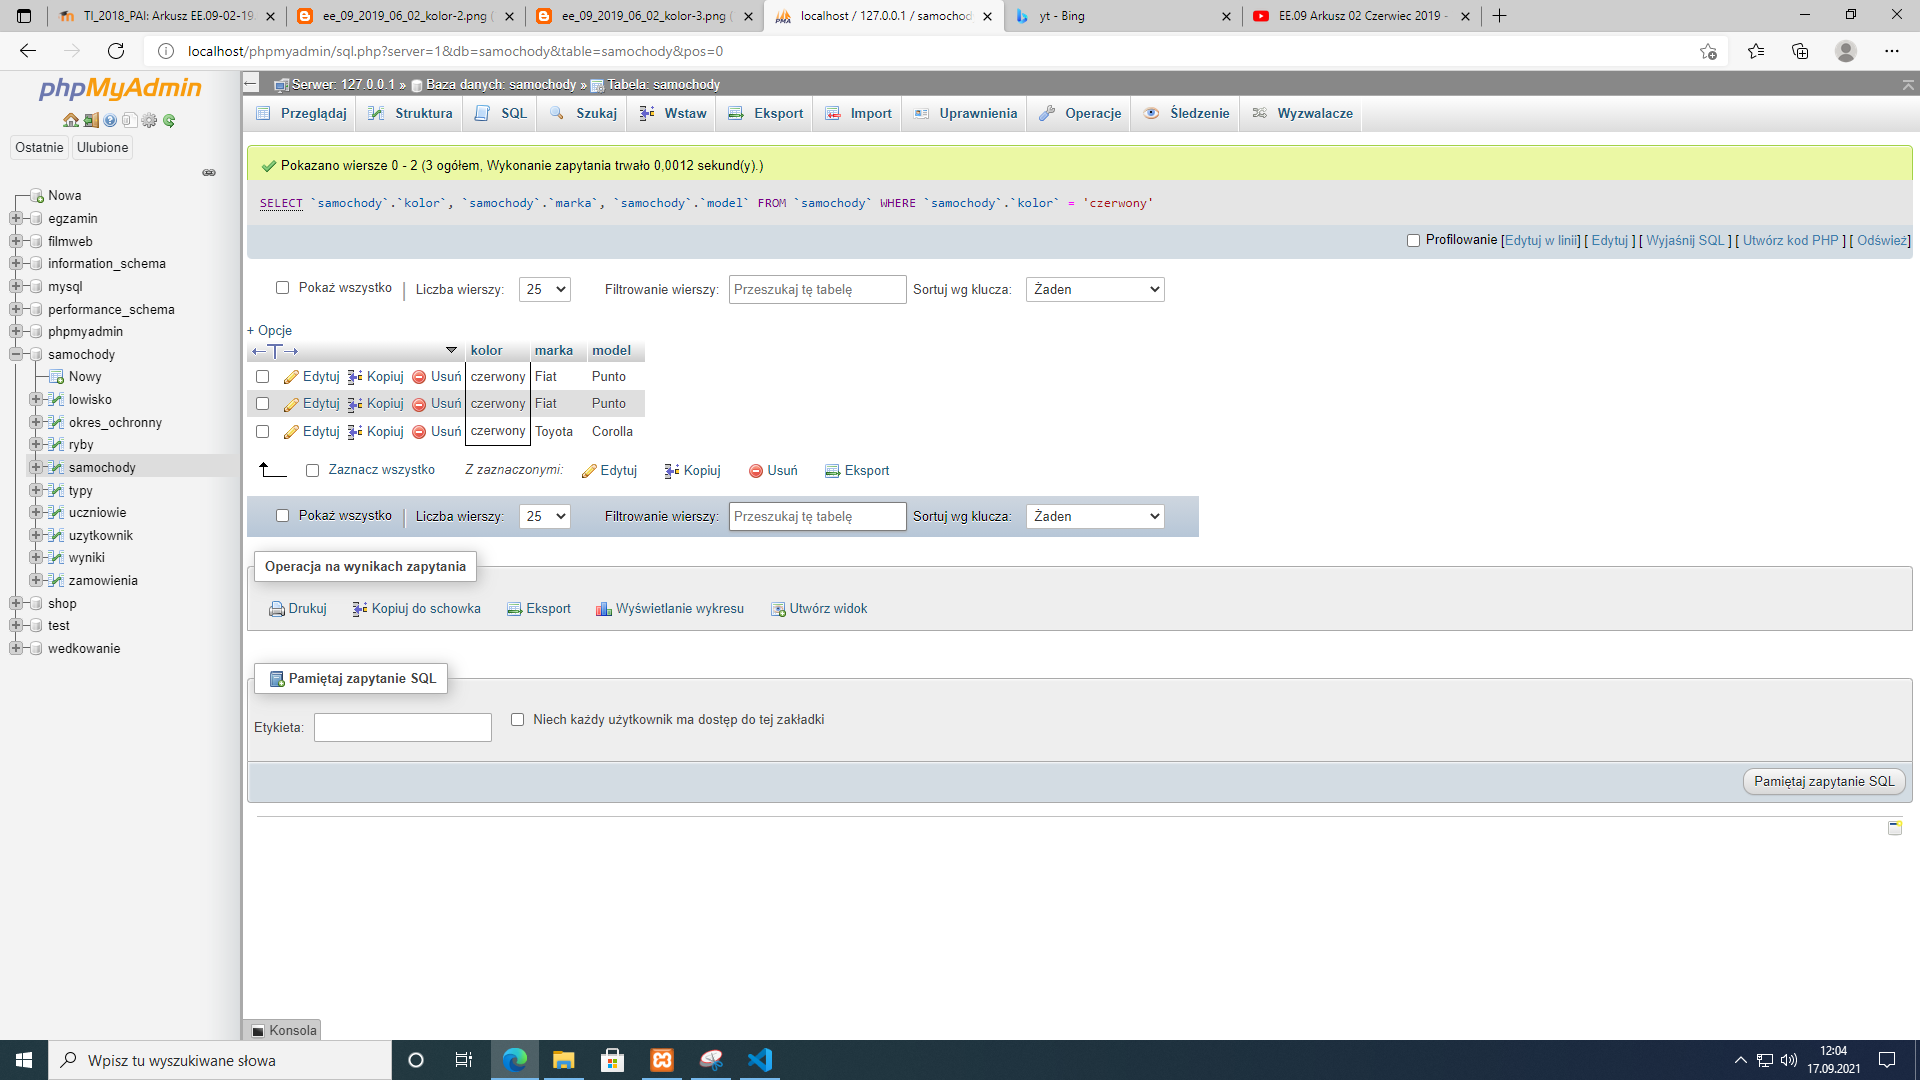 TI_2018_PAI: Arkusz EE.09-02-19.
ee_09_2019_06_02_kolor-2.png (
ee_09_2019_06_02_kolor-3.png (
localhost / 127.0.0.1 / samochod
yt - Bing
EE.09 Arkusz 02 Czerwiec 2019 -
localhost/phpmyadmin/sql.php?server=1&db=samochody&table=samochody&pos=0
phpMyAdmin
Ostatnie Ulubione
Nowa
egzamin
filmweb
information_schema
mysql
performance_schema
phpmyadmin
samochody
Nowy
lowisko
okres_ochronny
ryby
samochody
typy
uczniowie
uzytkownik
wyniki
zamowienia
shop
test
wedkowanie
Serwer: 127.0.0.1 » Baza danych: samochody » Tabela: samochody
Przeglądaj Struktura SQL Szukaj Wstaw Eksport Import Uprawnienia Operacje Śledzenie Wyzwalacze
Pokazano wiersze 0 - 2 (3 ogółem, Wykonanie zapytania trwało 0,0012 sekund(y).)
SELECT `samochody`.`kolor`, `samochody`.`marka`, `samochody`.`model` FROM `samochody` WHERE `samochody`.`kolor` = 'czerwony'
Profilowanie [Edytuj w linii] [ Edytuj ] [ Wyjaśnij SQL ] [ Utwórz kod PHP ] [ Odśwież]
Pokaż wszystko | Liczba wierszy: 25 Filtrowanie wierszy: Przeszukaj tę tabelę Sortuj wg klucza: Żaden
+ Opcje
←T→ kolor marka model
Edytuj Kopiuj Usuń czerwony Fiat Punto
Edytuj Kopiuj Usuń czerwony Fiat Punto
Edytuj Kopiuj Usuń czerwony Toyota Corolla
Zaznacz wszystko Z zaznaczonymi: Edytuj Kopiuj Usuń Eksport
Pokaż wszystko | Liczba wierszy: 25 Filtrowanie wierszy: Przeszukaj tę tabelę Sortuj wg klucza: Żaden
Operacja na wynikach zapytania
Drukuj Kopiuj do schowka Eksport Wyświetlanie wykresu Utwórz widok
Pamiętaj zapytanie SQL
Etykieta: Niech każdy użytkownik ma dostęp do tej zakładki
Pamiętaj zapytanie SQL
Konsola
Wpisz tu wyszukiwane słowa
12:04
17.09.2021